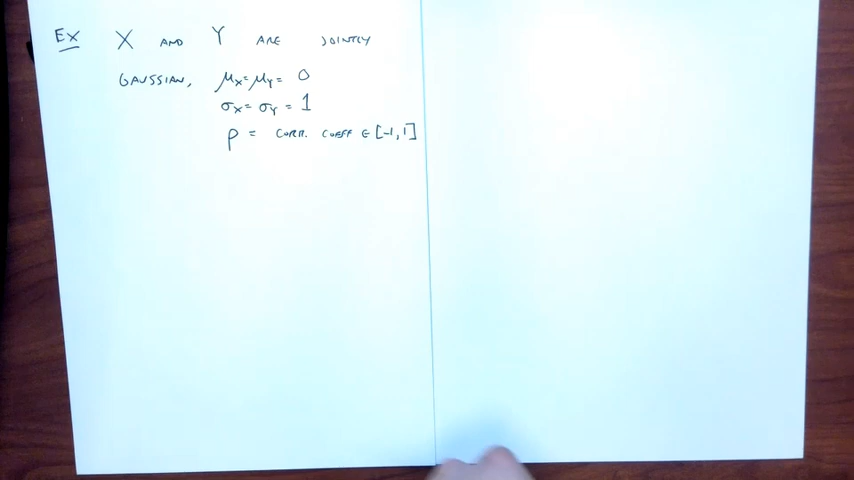 EX X AND Y ARE JOINTLY
GAUSSIAN, μX = μY = 0
σX = σY = 1
ρ = CORR. COEFF ∈ [-1, 1]